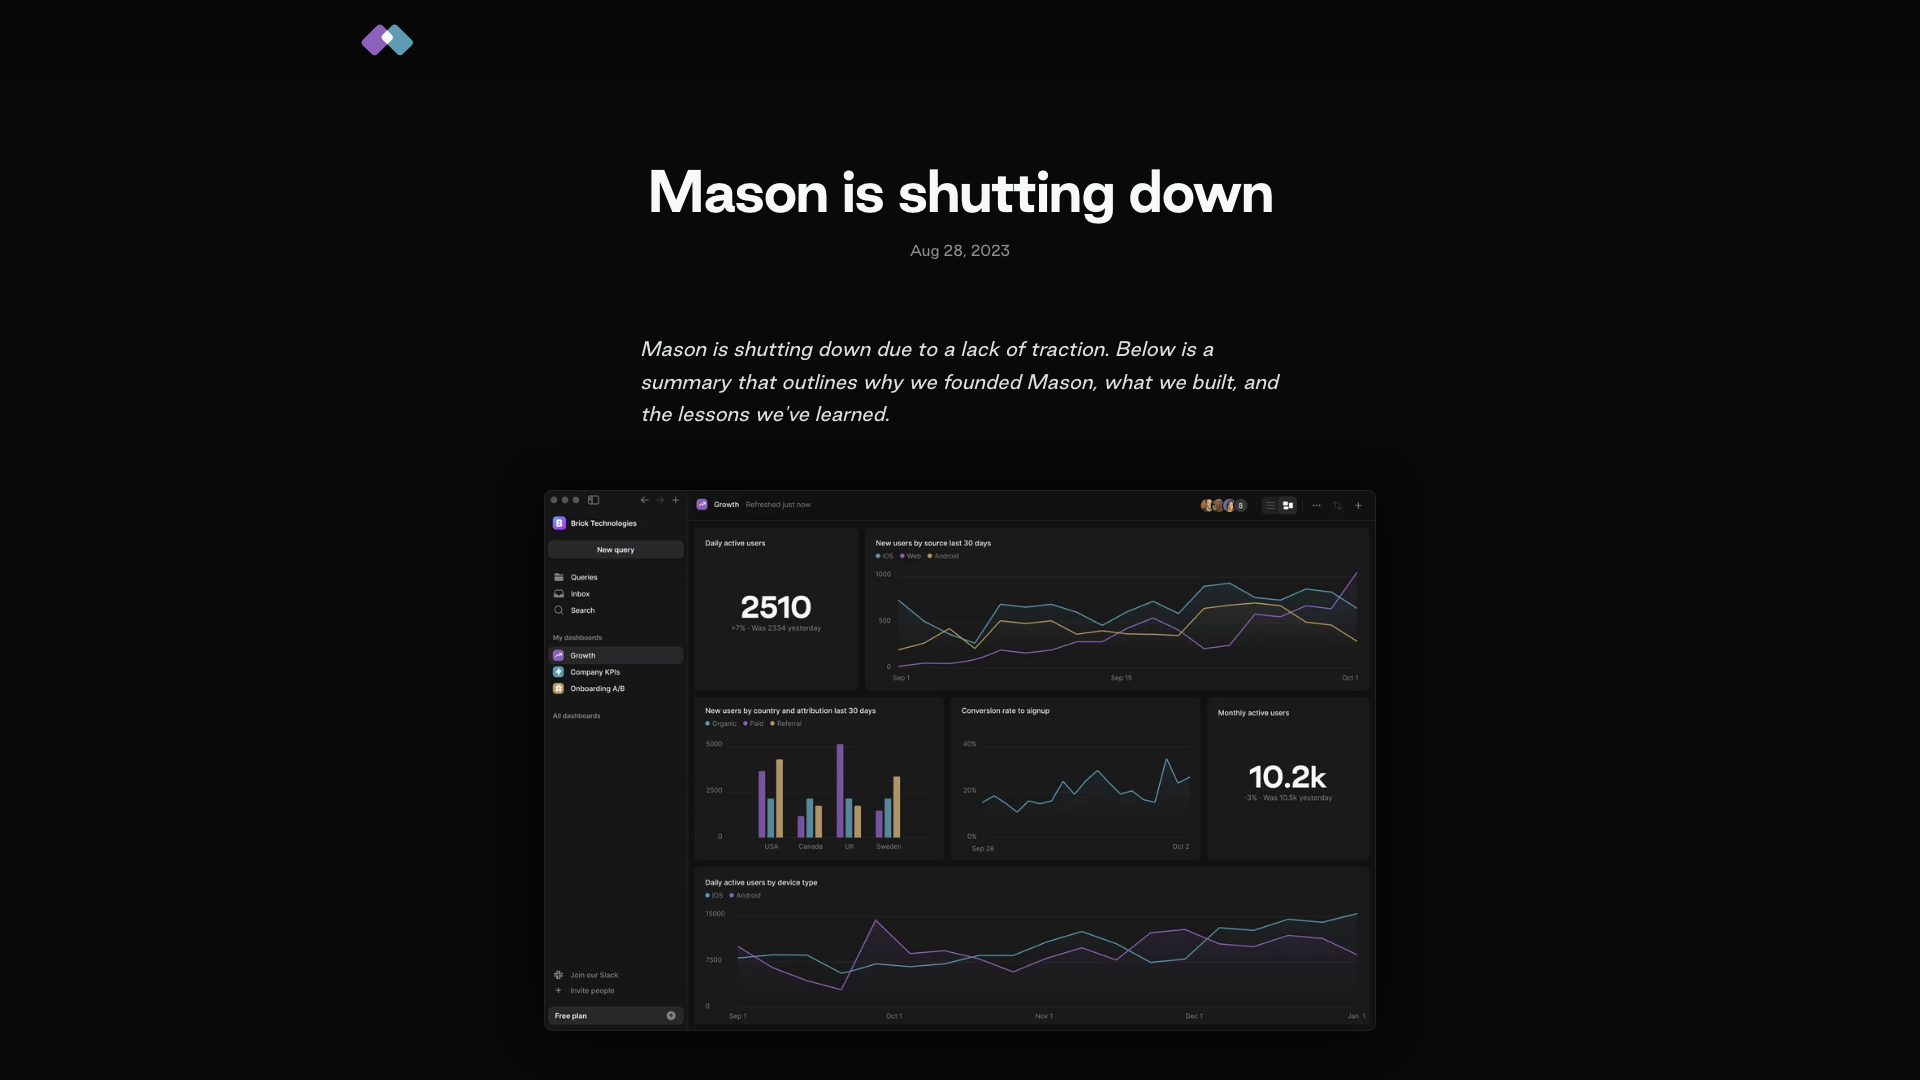 Mason is shutting down
Aug 28, 2023
Mason is shutting down due to a lack of traction. Below is a
summary that outlines why we founded Mason, what we built, and
the lessons we've learned.
B Brick Technologies
New query
Queries
Inbox
Search
My dashboards
Growth
Company KPIs
Onboarding A/B
All dashboards
Join our Slack
Invite people
Free plan
Growth Refreshed just now
8
Daily active users
2510
+7% · Was 2334 yesterday
New users by source last 30 days
iOS Web Android
1000
500
0
Sep 1 Sep 15 Oct 1
New users by country and attribution last 30 days
Organic Paid Referral
5000
2500
0
USA Canada UK Sweden
Conversion rate to signup
40%
20%
0%
Sep 26 Oct 2
Monthly active users
10.2k
-3% · Was 10.5k yesterday
Daily active users by device type
iOS Android
15000
7500
0
Sep 1 Oct 1 Nov 1 Dec 1 Jan 1